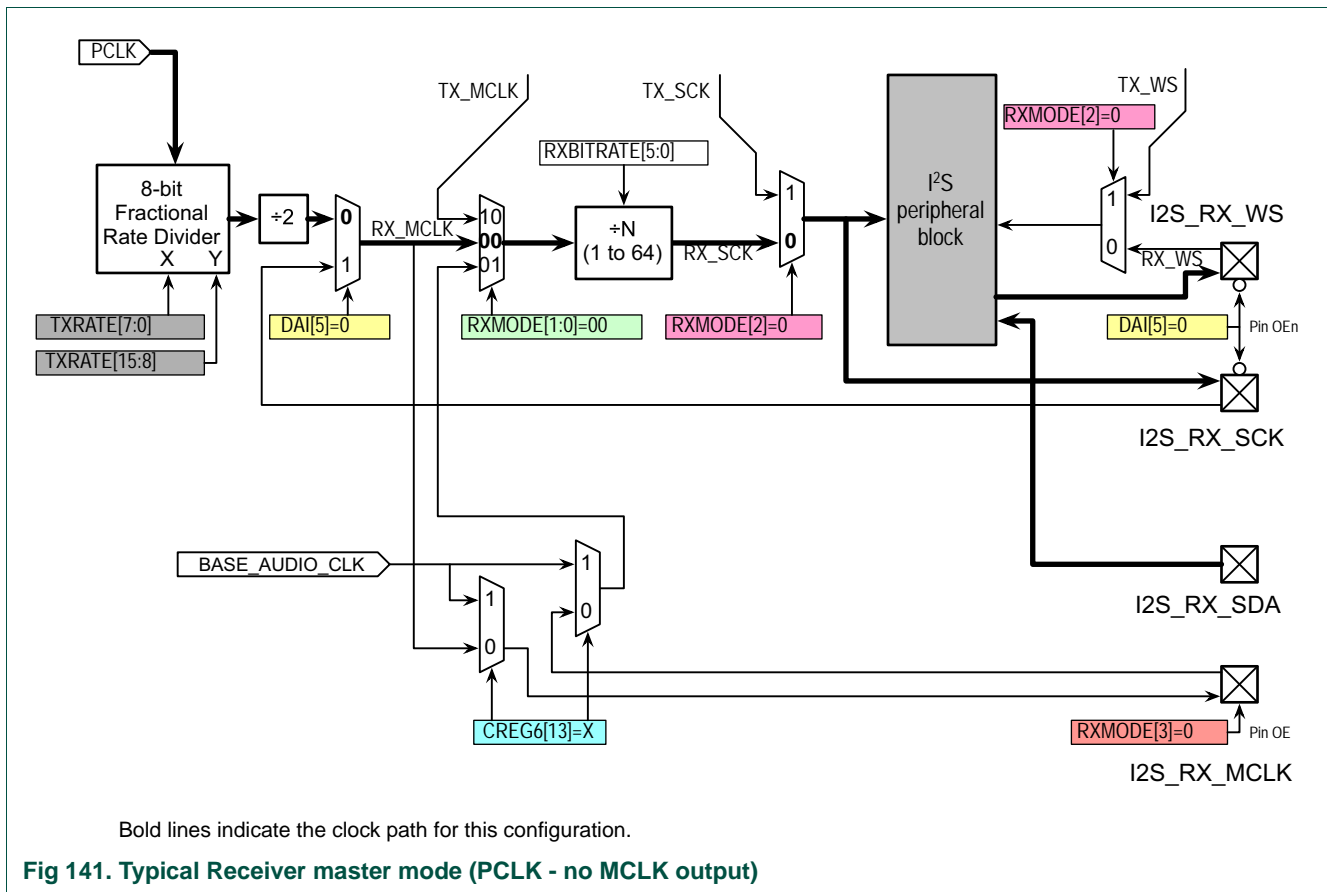 PCLK
TX_MCLK
TX_SCK
TX_WS
RXMODE[2]=0
RXBITRATE[5:0]
8-bit
Fractional
Rate Divider
X Y
÷2
0
1
RX_MCLK
10
00
01
÷N
(1 to 64)
RX_SCK
1
0
I²S
peripheral
block
1
0
I2S_RX_WS
RX_WS
TXRATE[7:0]
TXRATE[15:8]
DAI[5]=0
RXMODE[1:0]=00
RXMODE[2]=0
DAI[5]=0
Pin OEn
I2S_RX_SCK
BASE_AUDIO_CLK
1
0
1
0
I2S_RX_SDA
CREG6[13]=X
RXMODE[3]=0
Pin OE
I2S_RX_MCLK
Bold lines indicate the clock path for this configuration.
Fig 141. Typical Receiver master mode (PCLK - no MCLK output)